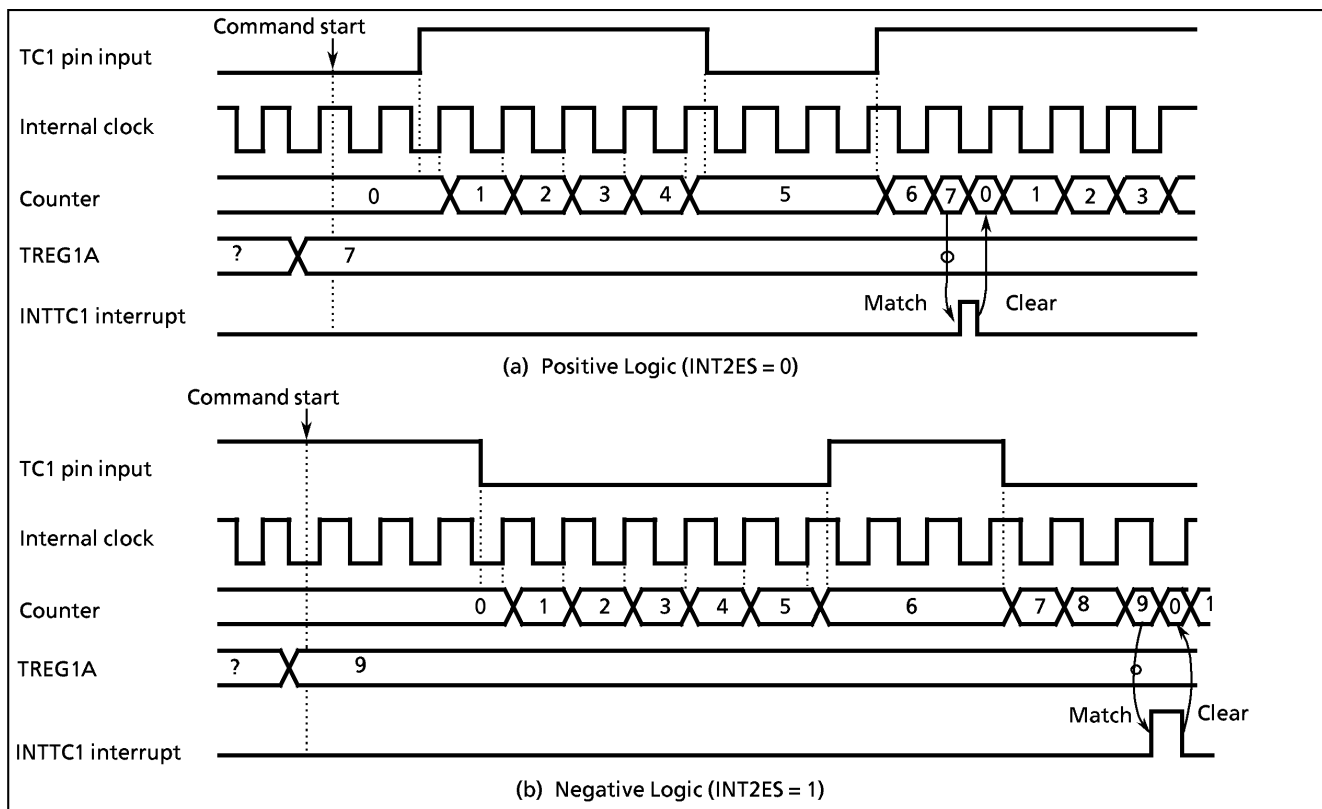 Command start
TC1 pin input
Internal clock
Counter 0 1 2 3 4 5 6 7 0 1 2 3
TREG1A ? 7
INTTC1 interrupt Match Clear
(a) Positive Logic (INT2ES = 0)
Command start
TC1 pin input
Internal clock
Counter 0 1 2 3 4 5 6 7 8 9 0 1
TREG1A ? 9
Match Clear
INTTC1 interrupt
(b) Negative Logic (INT2ES = 1)